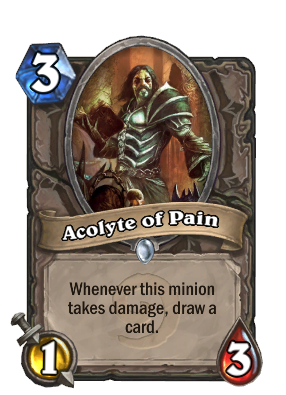 3
Acolyte of Pain
Whenever this minion
takes damage, draw a
card.
1
3